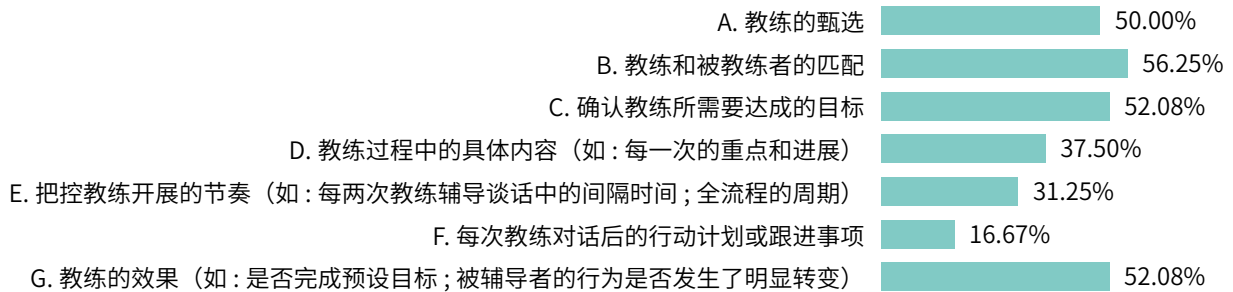 A. 教练的甄选 50.00%
B. 教练和被教练者的匹配 56.25%
C. 确认教练所需要达成的目标 52.08%
D. 教练过程中的具体内容（如 : 每一次的重点和进展） 37.50%
E. 把控教练开展的节奏（如 : 每两次教练辅导谈话中的间隔时间 ; 全流程的周期） 31.25%
F. 每次教练对话后的行动计划或跟进事项 16.67%
G. 教练的效果（如 : 是否完成预设目标 ; 被辅导者的行为是否发生了明显转变） 52.08%